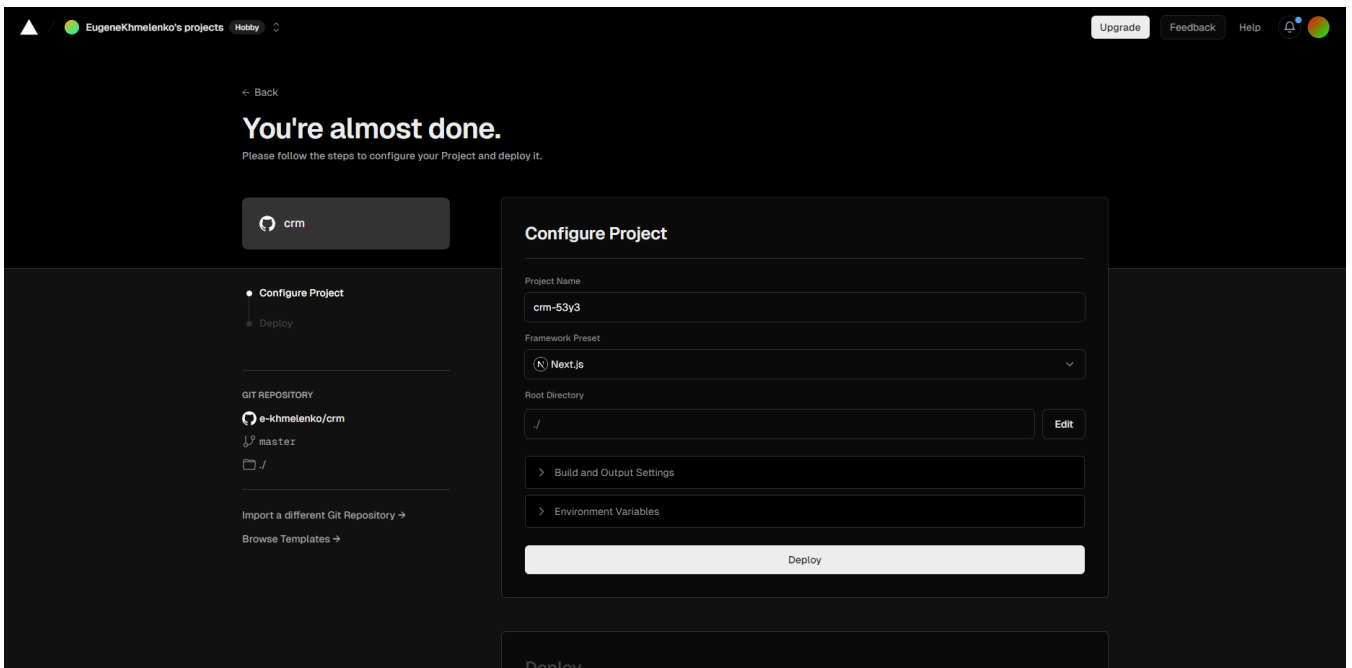 EugeneKhmelenko's projects Hobby
Upgrade Feedback Help
← Back
You're almost done.
Please follow the steps to configure your Project and deploy it.
crm
Configure Project
Deploy
GIT REPOSITORY
e-khmelenko/crm
master
./
Import a different Git Repository →
Browse Templates →
Configure Project
Project Name
crm-53y3
Framework Preset
N Next.js
Root Directory
./
Edit
Build and Output Settings
Environment Variables
Deploy
Deploy